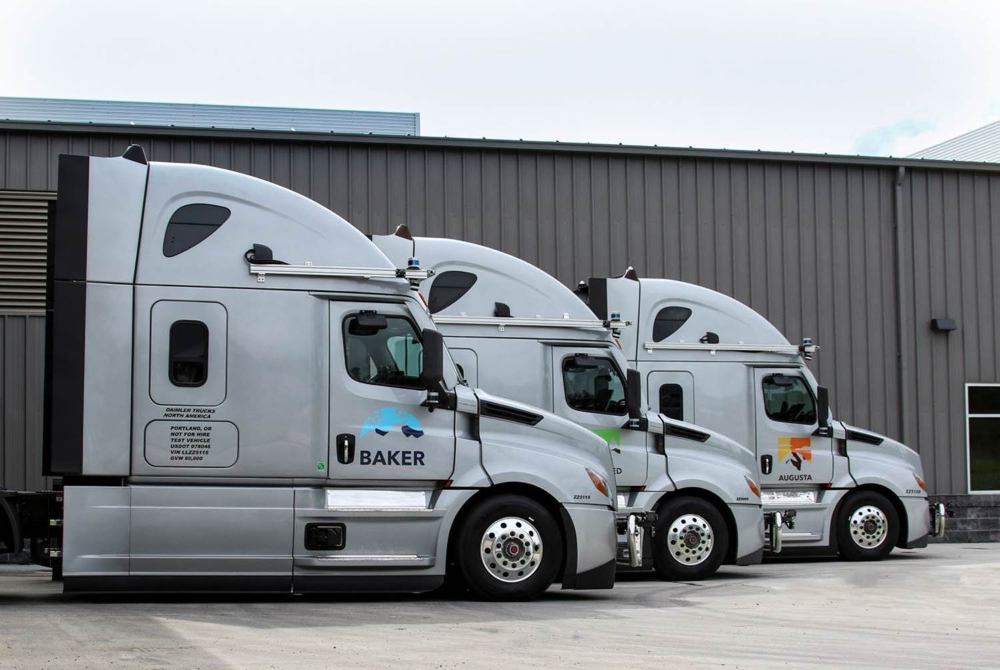 DAIMLER TRUCKS
NORTH AMERICA
PORTLAND, OR
NOT FOR HIRE
TEST VEHICLE
USDOT 078046
VIN LLZZ5115
GVW 80,000
BAKER
ZZ5115
ED
AUGUSTA